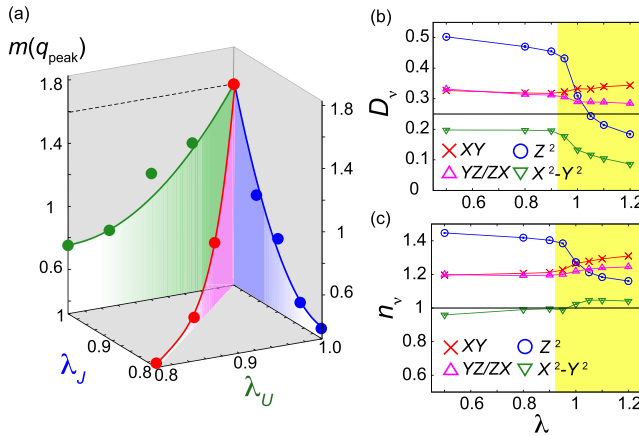 (a)
m(q_peak)
1.8
1.6
1.4
1
0.6
1
0.9
0.8
λ_J
0.8
0.9
1.0
λ_U
1.8
1.6
1.4
1
0.6
(b)
D_ν
0.5
0.4
0.3
0.2
0.1
0
XY
Z²
YZ/ZX
X²-Y²
0.6
0.8
1
1.2
(c)
n_ν
1.4
1.2
1.0
0.8
0.6
XY
Z²
YZ/ZX
X²-Y²
0.6
0.8
1
1.2
λ